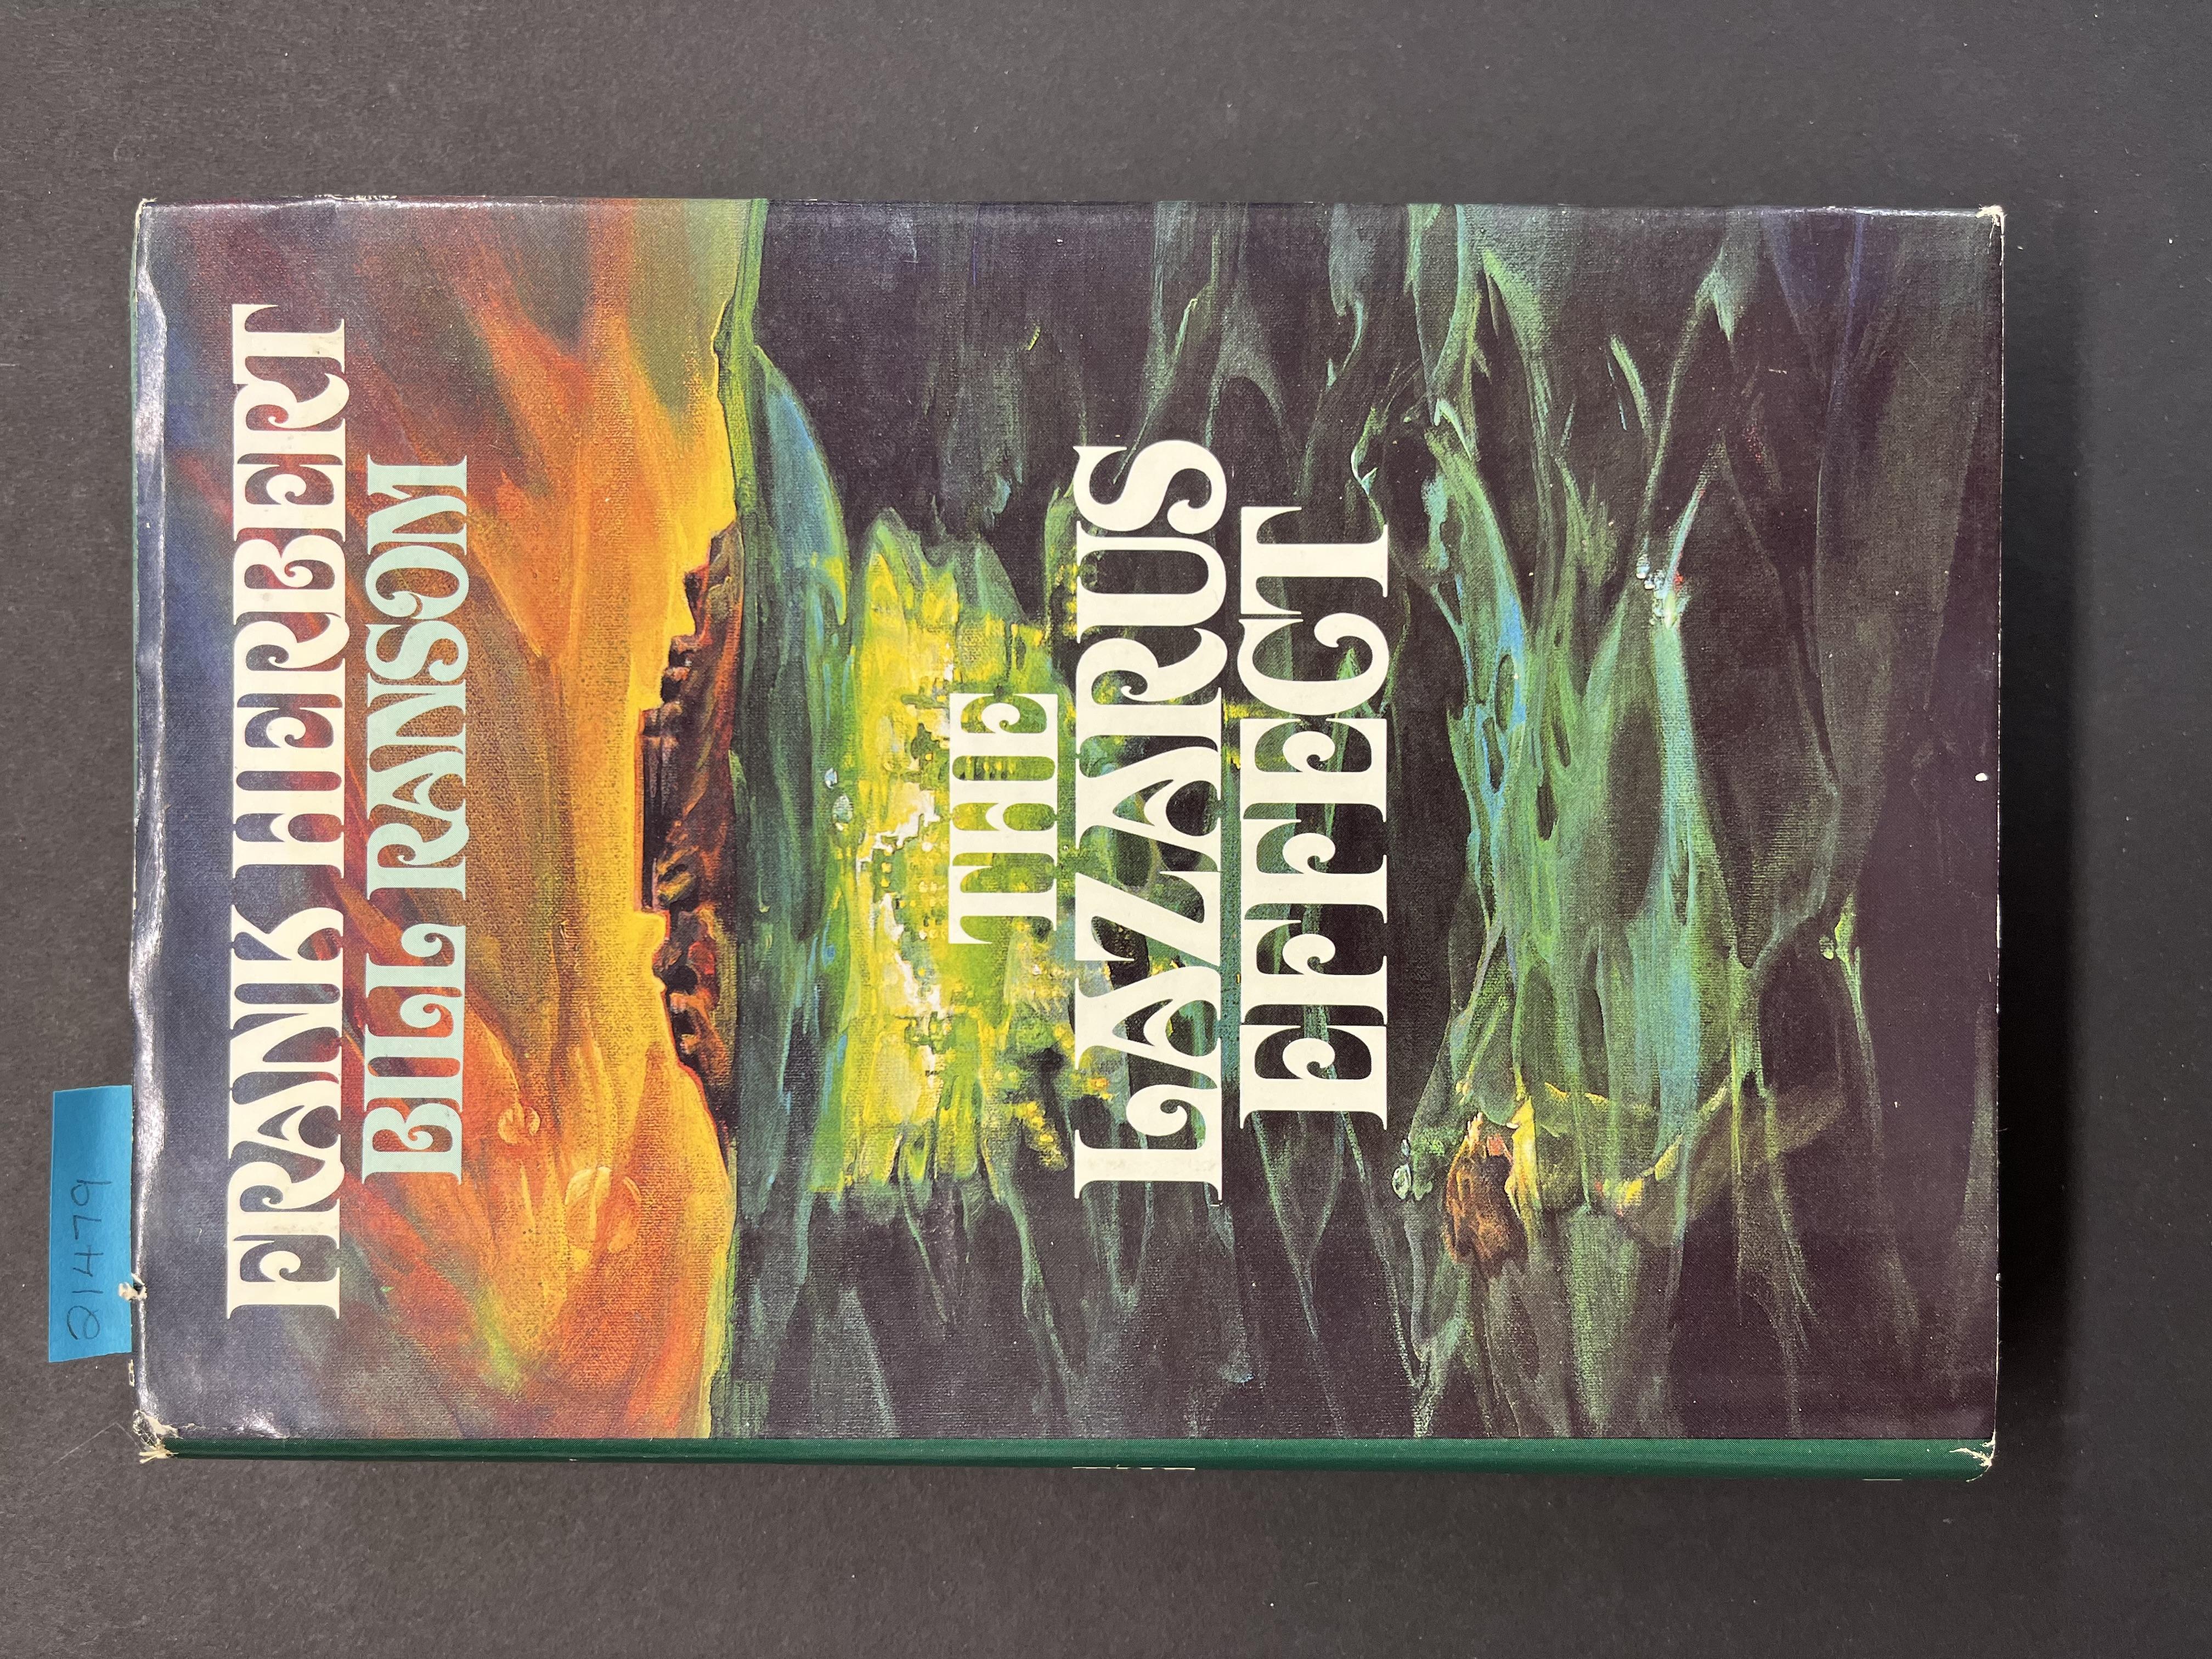 21479
FRANK HERBERT
BILL RANSOM
THE
LAZARUS
EFFECT